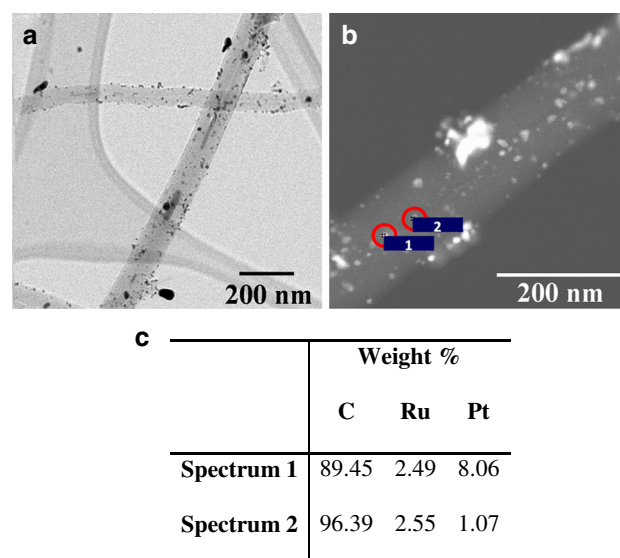 a
b
200 nm
1
2
200 nm
c
Weight %
C Ru Pt
Spectrum 1 89.45 2.49 8.06
Spectrum 2 96.39 2.55 1.07